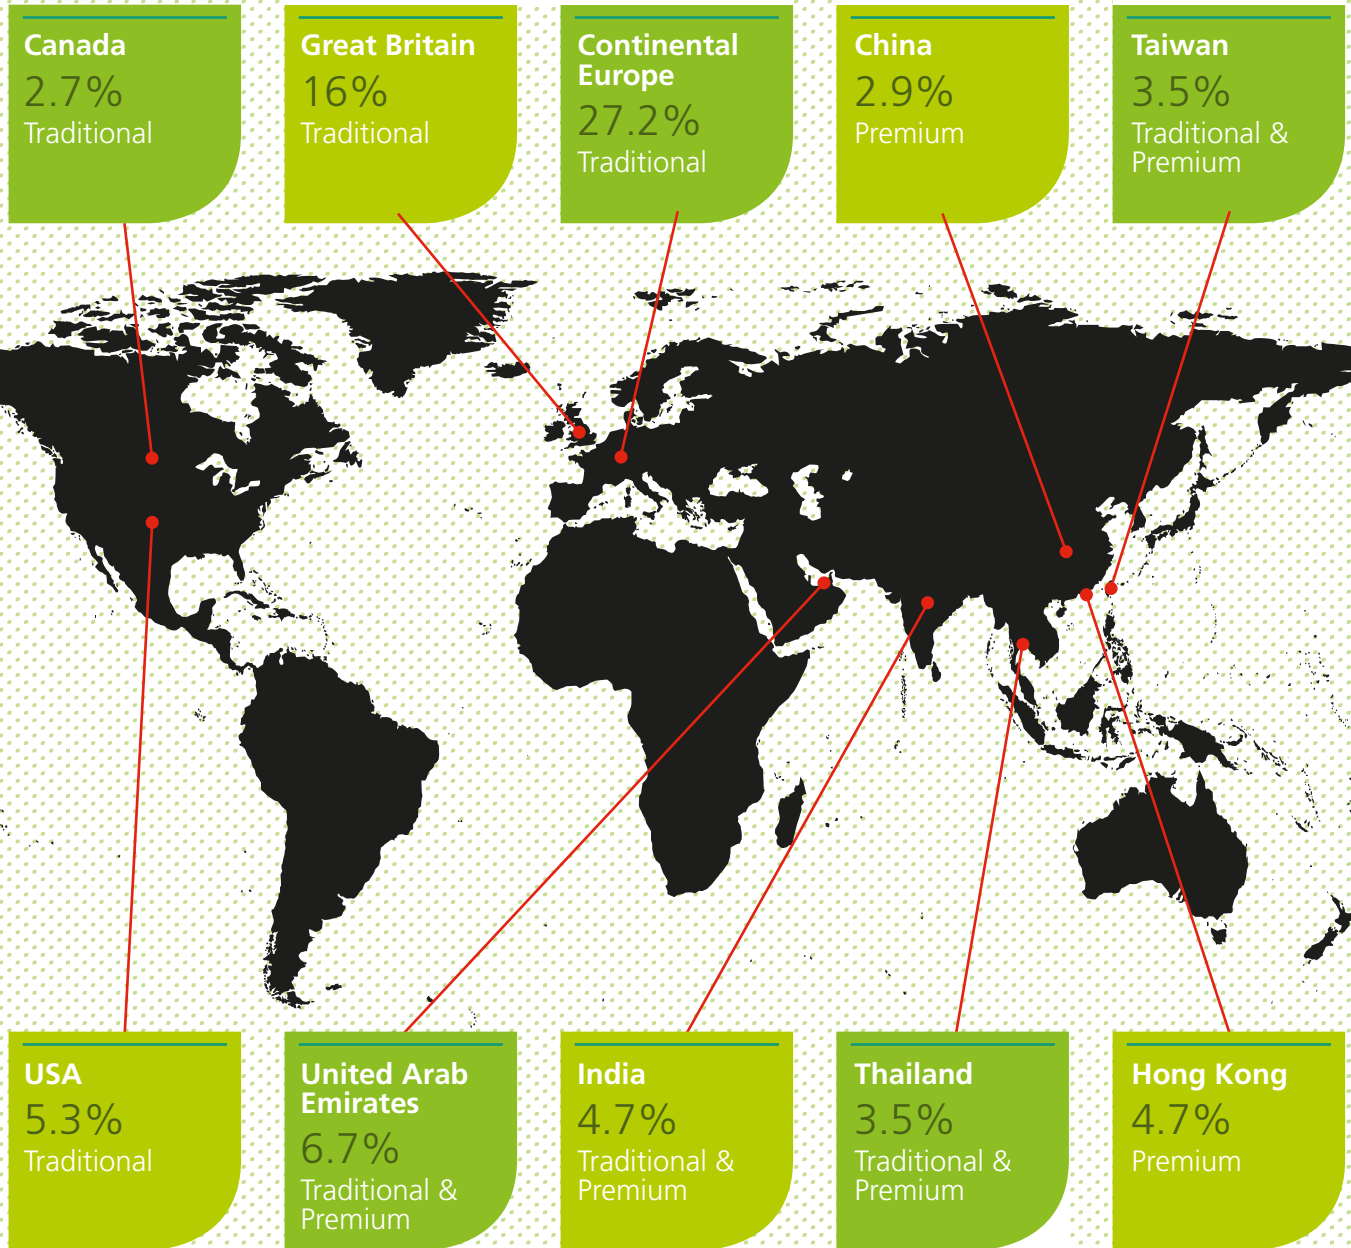 Canada
2.7%
Traditional
Great Britain
16%
Traditional
Continental
Europe
27.2%
Traditional
China
2.9%
Premium
Taiwan
3.5%
Traditional &
Premium
USA
5.3%
Traditional
United Arab
Emirates
6.7%
Traditional &
Premium
India
4.7%
Traditional &
Premium
Thailand
3.5%
Traditional &
Premium
Hong Kong
4.7%
Premium